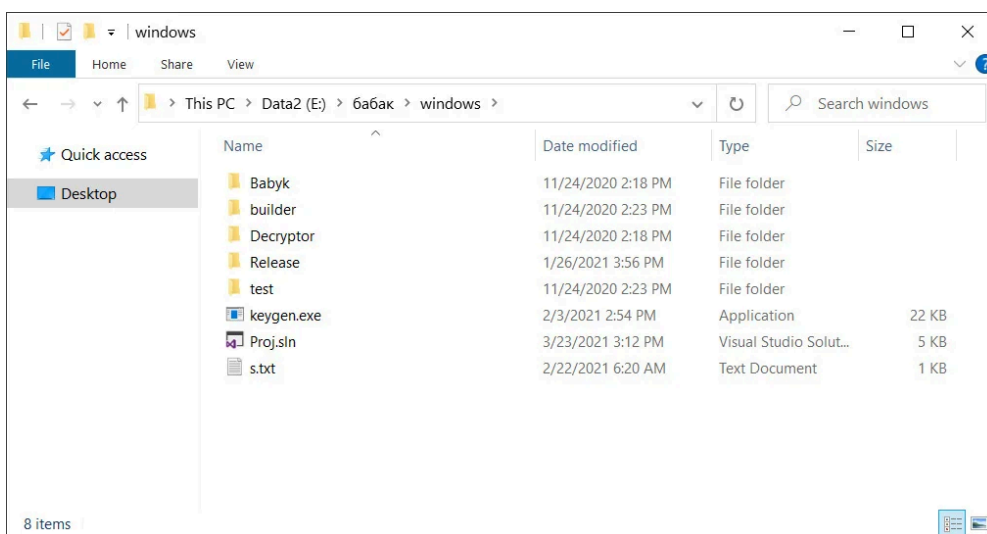 windows
File Home Share View
This PC > Data2 (E:) > бабак > windows > Search windows
Quick access
Desktop
Name Date modified Type Size
Babyk 11/24/2020 2:18 PM File folder
builder 11/24/2020 2:23 PM File folder
Decryptor 11/24/2020 2:18 PM File folder
Release 1/26/2021 3:56 PM File folder
test 11/24/2020 2:23 PM File folder
keygen.exe 2/3/2021 2:54 PM Application 22 KB
Proj.sln 3/23/2021 3:12 PM Visual Studio Solut... 5 KB
s.txt 2/22/2021 6:20 AM Text Document 1 KB
8 items